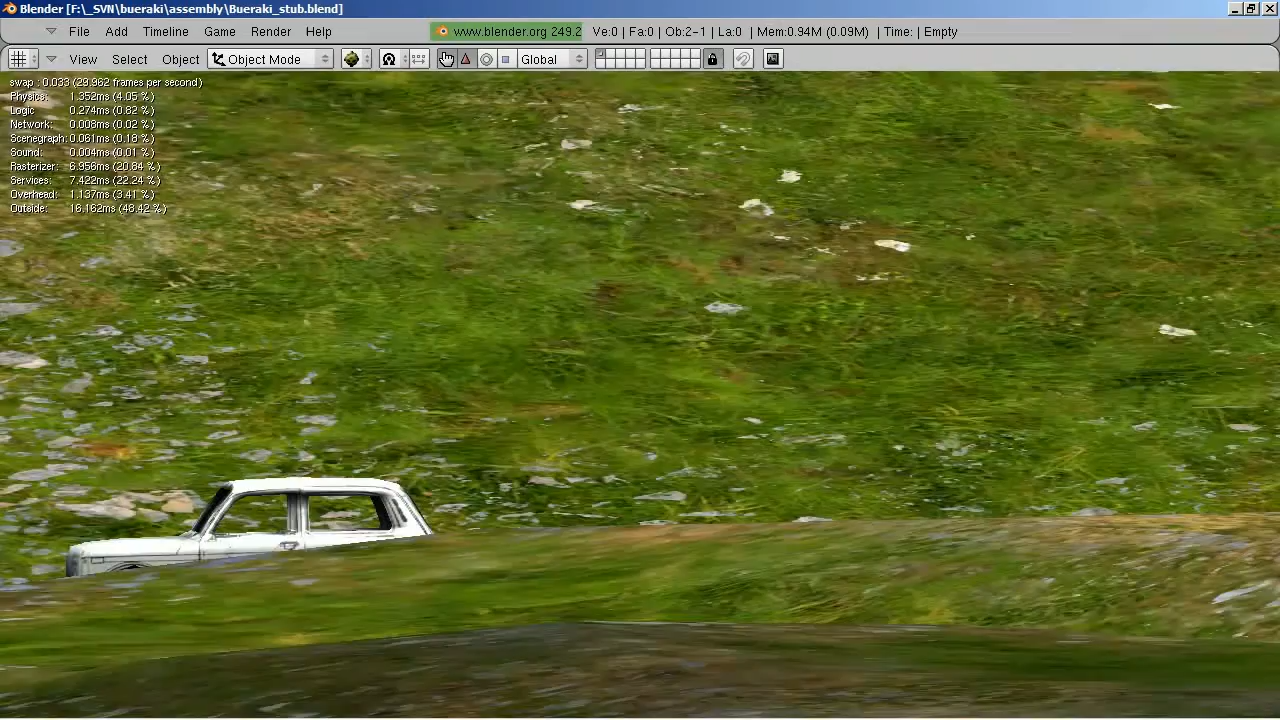 Blender [F:\_SVN\bueraki\assembly\Bueraki_stub.blend]
File Add Timeline Game Render Help www.blender.org 249.2 Ve:0 | Fa:0 | Ob:2-1 | La:0 | Mem:0.94M (0.09M) | Time: | Empty
View Select Object Object Mode Global
swap : 0.033 (29.962 frames per second)
Physics: 1.352ms (4.05 %)
Logic 0.274ms (0.82 %)
Network: 0.008ms (0.02 %)
Scenegraph: 0.061ms (0.18 %)
Sound: 0.004ms (0.01 %)
Rasterizer: 6.956ms (20.84 %)
Services: 7.422ms (22.24 %)
Overhead: 1.137ms (3.41 %)
Outside: 16.162ms (48.42 %)